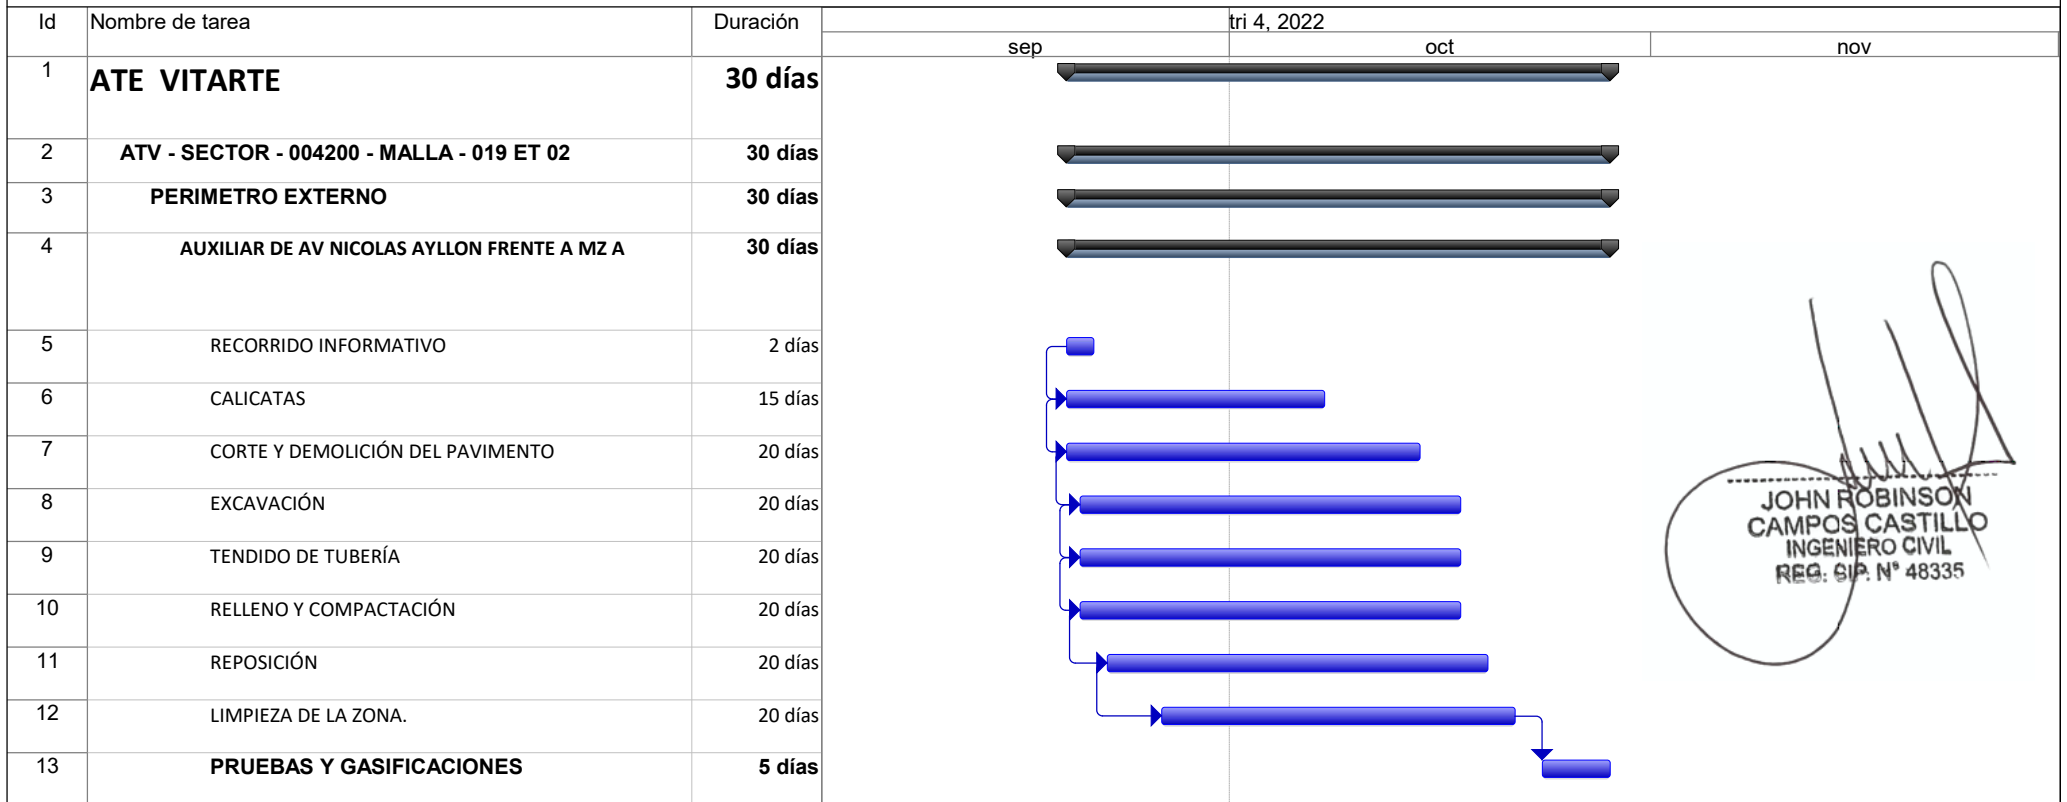 Id Nombre de tarea Duración tri 4, 2022
sep oct nov
1 ATE VITARTE 30 días
2 ATV - SECTOR - 004200 - MALLA - 019 ET 02 30 días
3 PERIMETRO EXTERNO 30 días
4 AUXILIAR DE AV NICOLAS AYLLON FRENTE A MZ A 30 días
5 RECORRIDO INFORMATIVO 2 días
6 CALICATAS 15 días
7 CORTE Y DEMOLICIÓN DEL PAVIMENTO 20 días
8 EXCAVACIÓN 20 días
9 TENDIDO DE TUBERÍA 20 días
10 RELLENO Y COMPACTACIÓN 20 días
11 REPOSICIÓN 20 días
12 LIMPIEZA DE LA ZONA. 20 días
13 PRUEBAS Y GASIFICACIONES 5 días
JOHN ROBINSON
CAMPOS CASTILLO
INGENIERO CIVIL
REG. CIP. N° 48335